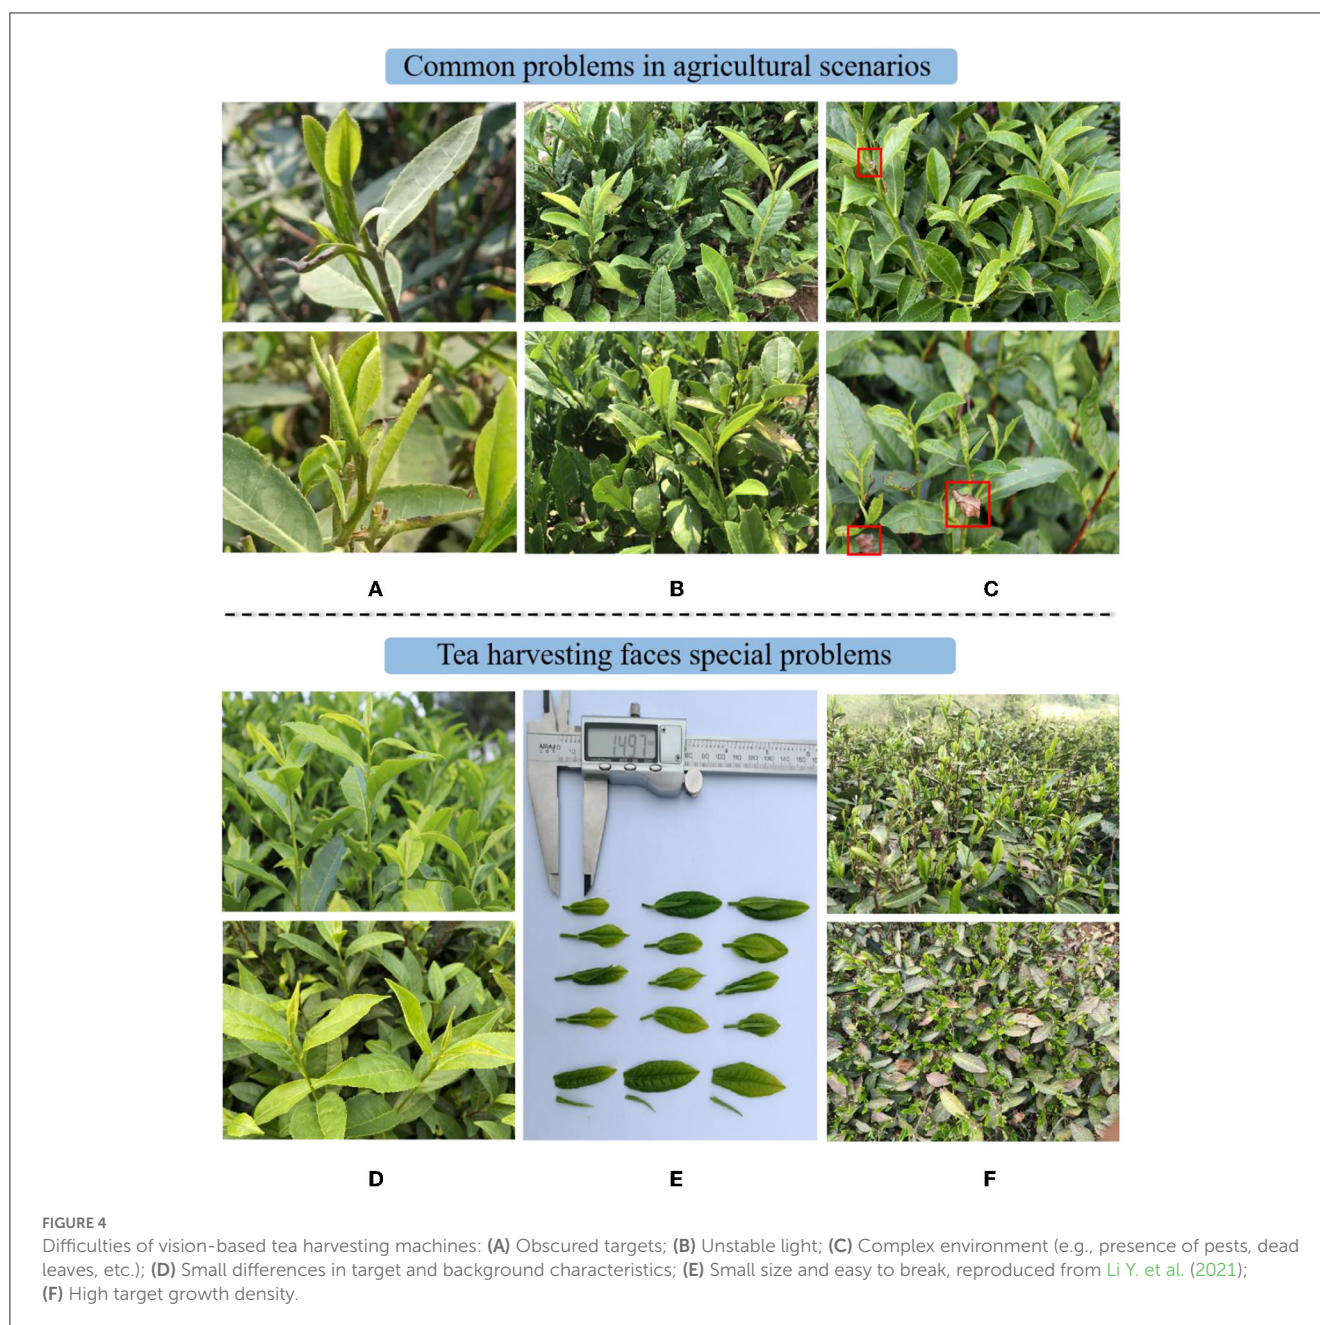 Common problems in agricultural scenarios
A
B
C
Tea harvesting faces special problems
1497
D
E
F
FIGURE 4
Difficulties of vision-based tea harvesting machines: (A) Obscured targets; (B) Unstable light; (C) Complex environment (e.g., presence of pests, dead
leaves, etc.); (D) Small differences in target and background characteristics; (E) Small size and easy to break, reproduced from Li Y. et al. (2021);
(F) High target growth density.